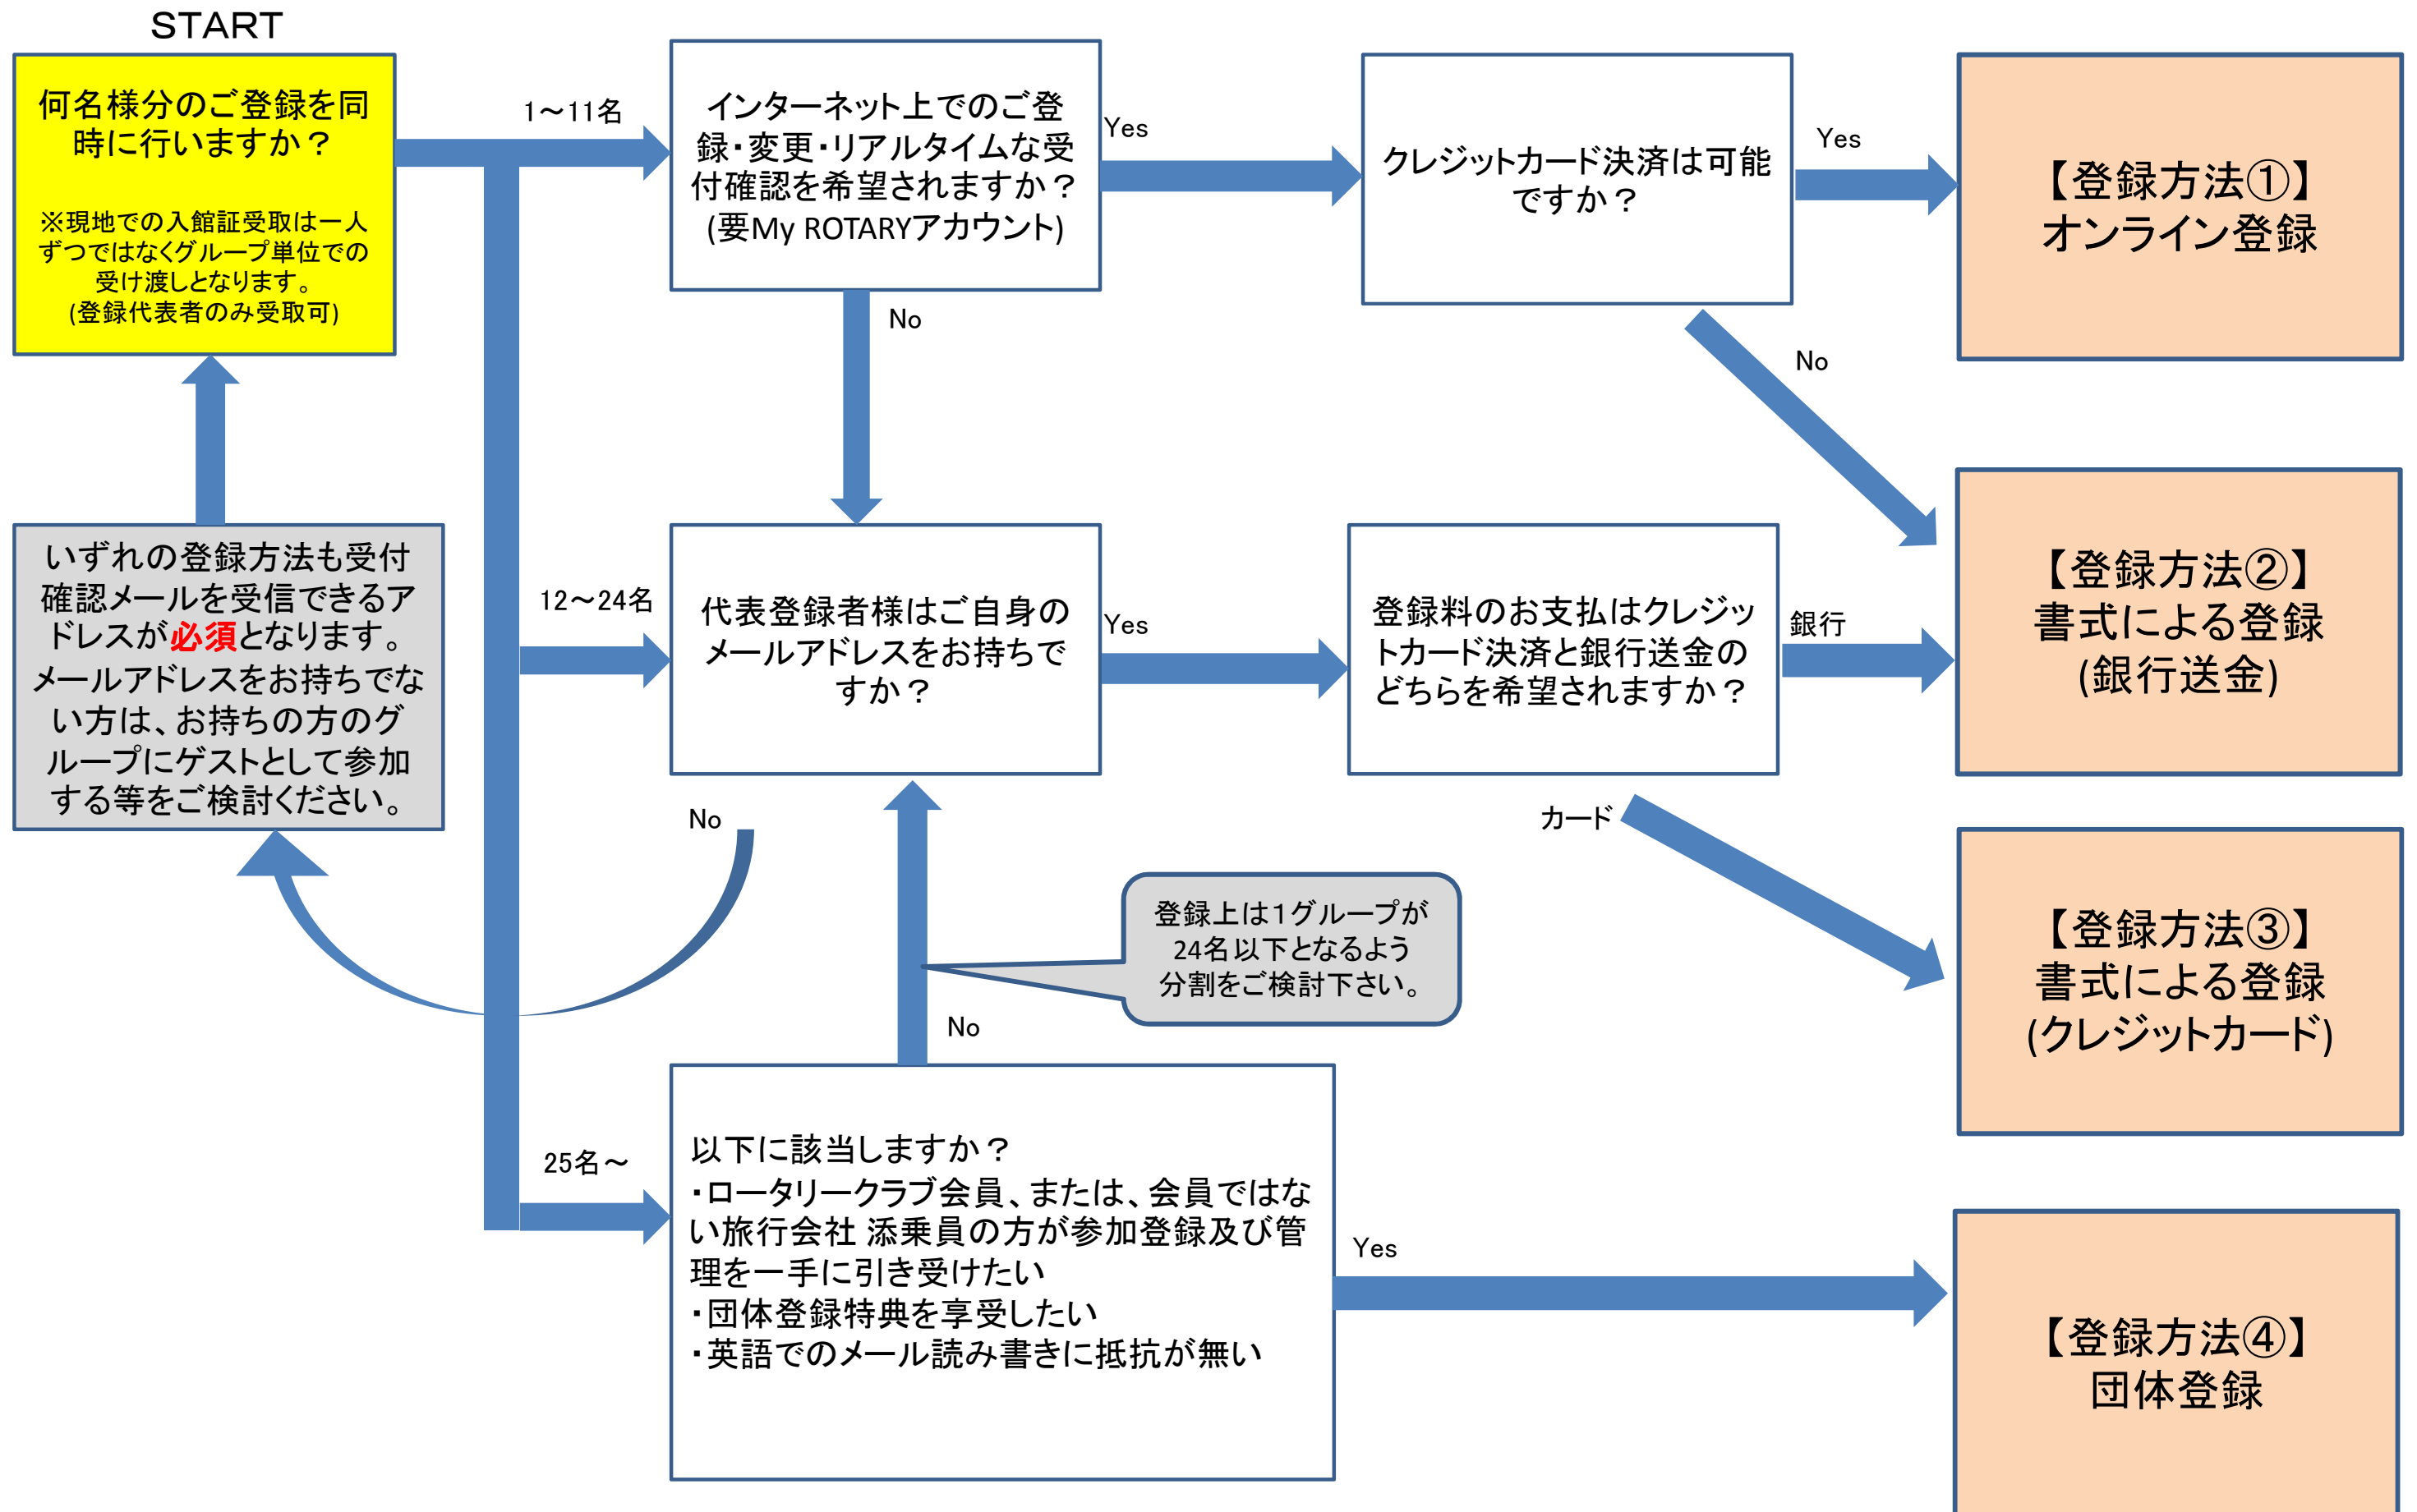 START
何名様分のご登録を同
時に行いますか？
※現地での入館証受取は一人
ずつではなくグループ単位での
受け渡しとなります。
(登録代表者のみ受取可)
1～11名
インターネット上でのご登
録・変更・リアルタイムな受
付確認を希望されますか？
(要My ROTARYアカウント)
Yes
クレジットカード決済は可能
ですか？
Yes
【登録方法①】
オンライン登録
No
No
いずれの登録方法も受付
確認メールを受信できるア
ドレスが必須となります。
メールアドレスをお持ちでな
い方は、お持ちの方のグ
ループにゲストとして参加
する等をご検討ください。
12～24名
代表登録者様はご自身の
メールアドレスをお持ちで
すか？
Yes
登録料のお支払はクレジッ
トカード決済と銀行送金の
どちらを希望されますか？
銀行
【登録方法②】
書式による登録
(銀行送金)
No
カード
登録上は１グループが
24名以下となるよう
分割をご検討下さい。
【登録方法③】
書式による登録
(クレジットカード)
No
25名～
以下に該当しますか？
・ロータリークラブ会員、または、会員ではな
い旅行会社 添乗員の方が参加登録及び管
理を一手に引き受けたい
・団体登録特典を享受したい
・英語でのメール読み書きに抵抗が無い
Yes
【登録方法④】
団体登録